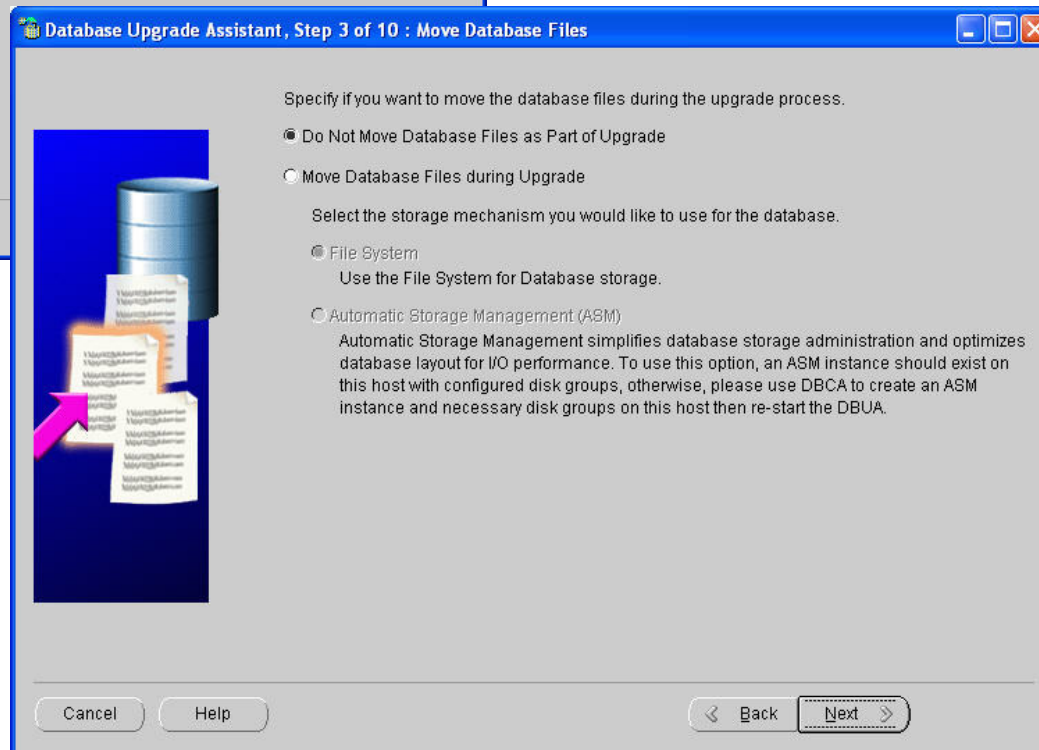 Database Upgrade Assistant, Step 3 of 10 : Move Database Files
Specify if you want to move the database files during the upgrade process.
Do Not Move Database Files as Part of Upgrade
Move Database Files during Upgrade
Select the storage mechanism you would like to use for the database.
File System
Use the File System for Database storage.
Automatic Storage Management (ASM)
Automatic Storage Management simplifies database storage administration and optimizes
database layout for I/O performance. To use this option, an ASM instance should exist on
this host with configured disk groups, otherwise, please use DBCA to create an ASM
instance and necessary disk groups on this host then re-start the DBUA.
Cancel
Help
Back
Next